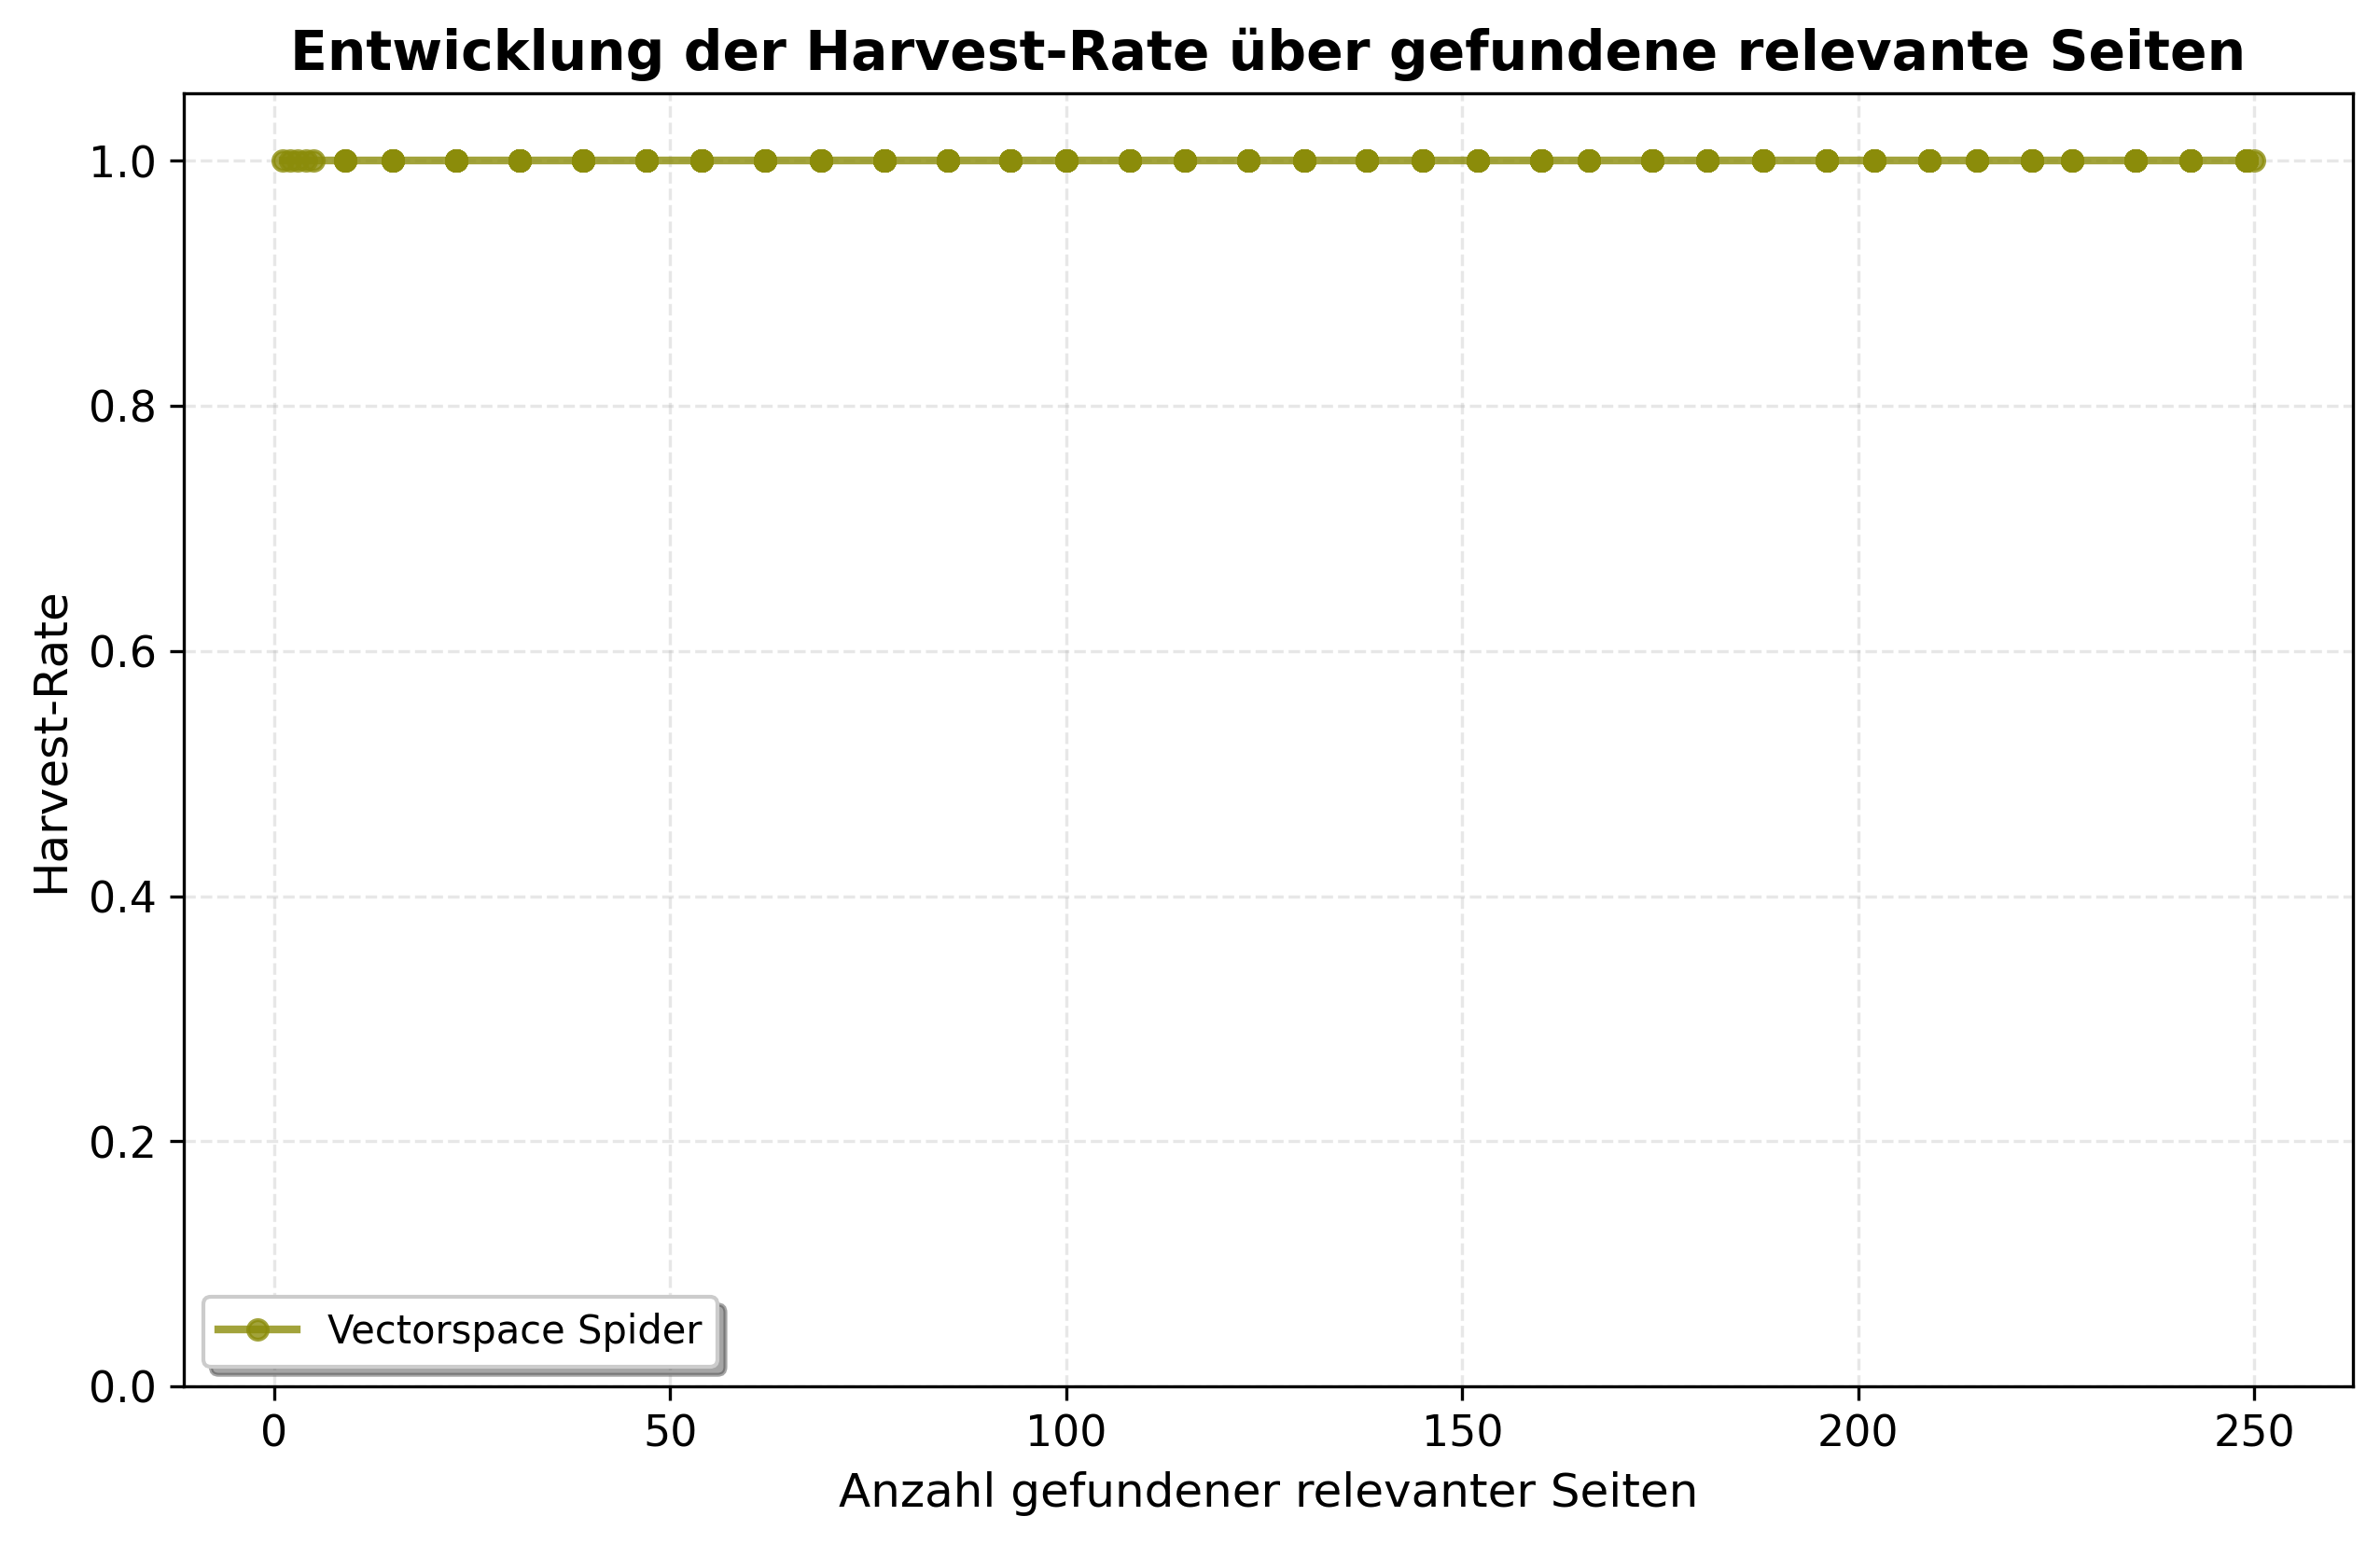 Entwicklung der Harvest-Rate über gefundene relevante Seiten
1.0
0.8
0.6
0.4
0.2
0.0
Harvest-Rate
Vectorspace Spider
0 50 100 150 200 250
Anzahl gefundener relevanter Seiten